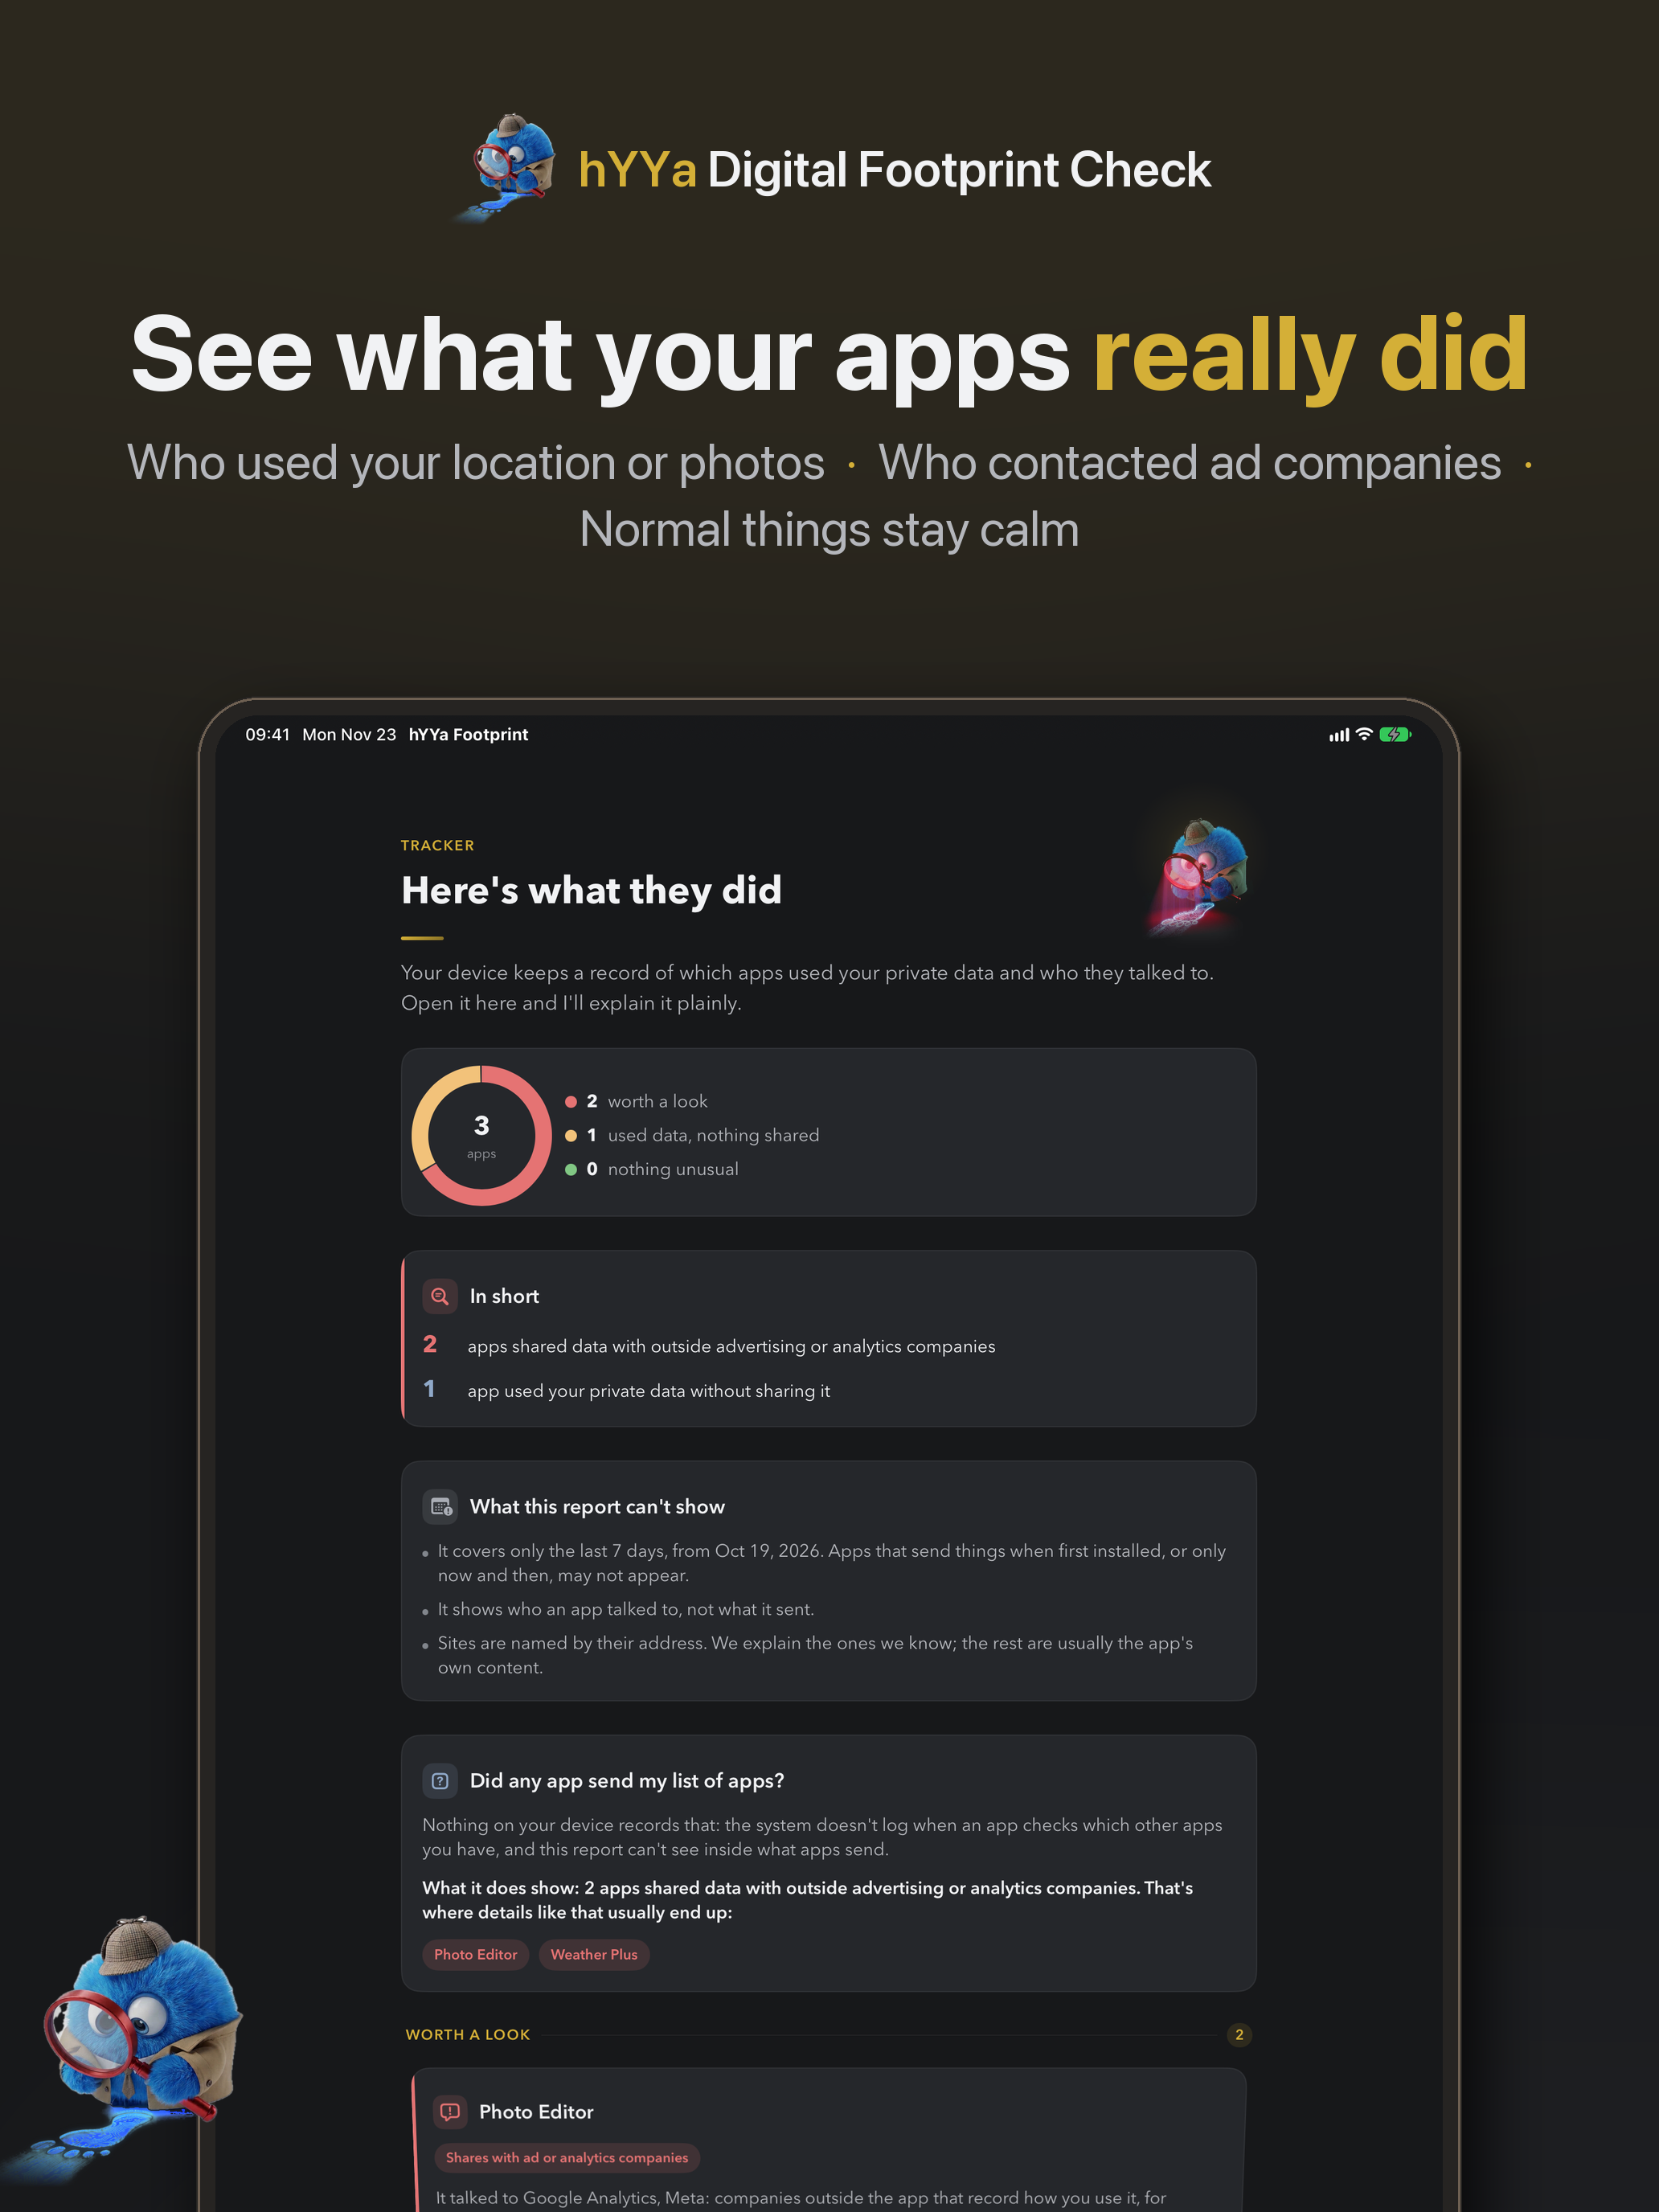 hYYa Digital Footprint Check
See what your apps really did
Who used your location or photos · Who contacted ad companies ·
Normal things stay calm
09:41 Mon Nov 23 hYYa Footprint
TRACKER
Here's what they did
Your device keeps a record of which apps used your private data and who they talked to.
Open it here and I'll explain it plainly.
3
apps
2 worth a look
1 used data, nothing shared
0 nothing unusual
In short
2 apps shared data with outside advertising or analytics companies
1 app used your private data without sharing it
What this report can't show
• It covers only the last 7 days, from Oct 19, 2026. Apps that send things when first installed, or only
now and then, may not appear.
• It shows who an app talked to, not what it sent.
• Sites are named by their address. We explain the ones we know; the rest are usually the app's
own content.
Did any app send my list of apps?
Nothing on your device records that: the system doesn't log when an app checks which other apps
you have, and this report can't see inside what apps send.
What it does show: 2 apps shared data with outside advertising or analytics companies. That's
where details like that usually end up:
Photo Editor Weather Plus
WORTH A LOOK 2
Photo Editor
Shares with ad or analytics companies
It talked to Google Analytics, Meta: companies outside the app that record how you use it, for